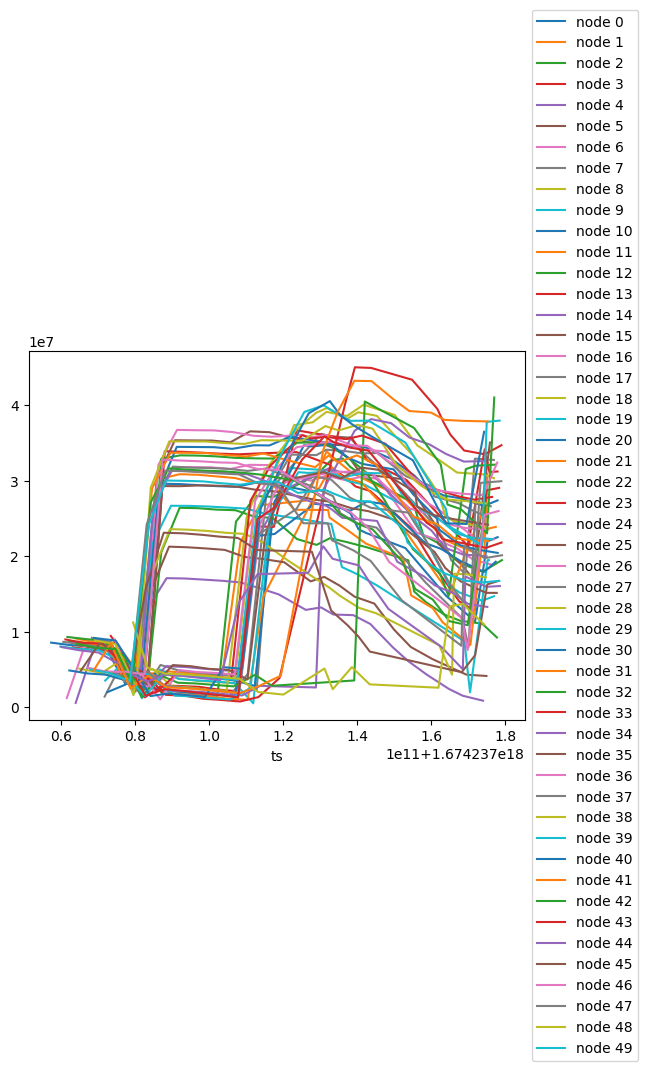 1e7
4
3
2
1
0
0.6 0.8 1.0 1.2 1.4 1.6 1.8
ts
1e11+1.674237e18
node 0
node 1
node 2
node 3
node 4
node 5
node 6
node 7
node 8
node 9
node 10
node 11
node 12
node 13
node 14
node 15
node 16
node 17
node 18
node 19
node 20
node 21
node 22
node 23
node 24
node 25
node 26
node 27
node 28
node 29
node 30
node 31
node 32
node 33
node 34
node 35
node 36
node 37
node 38
node 39
node 40
node 41
node 42
node 43
node 44
node 45
node 46
node 47
node 48
node 49